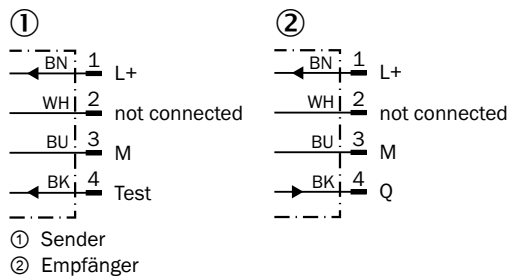 ① ②
BN 1 L+ BN 1 L+
WH 2 not connected WH 2 not connected
BU 3 M BU 3 M
BK 4 Test BK 4 Q
① Sender
② Empfänger